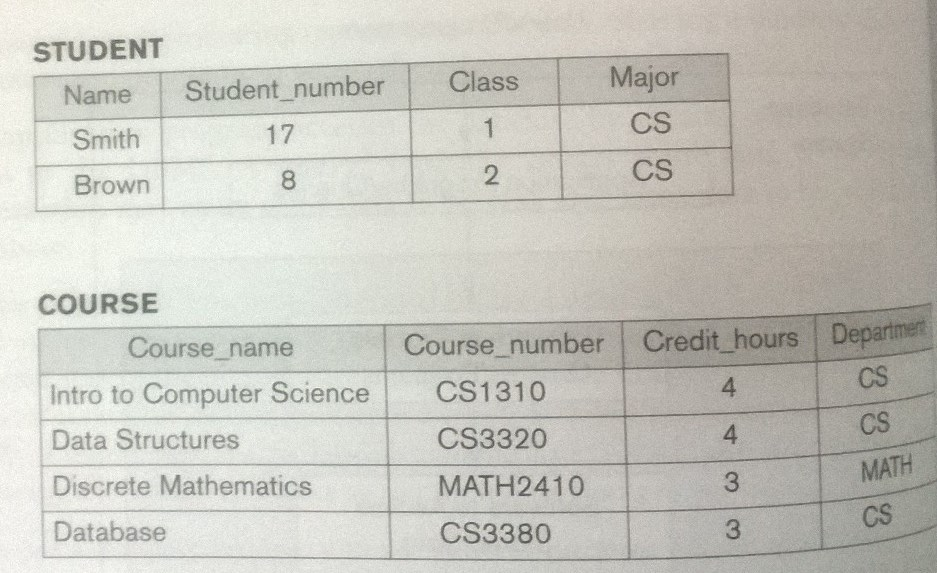 STUDENT
Name Student_number Class Major
Smith 17 1 CS
Brown 8 2 CS
COURSE
Course_name Course_number Credit_hours Department
Intro to Computer Science CS1310 4 CS
Data Structures CS3320 4 CS
Discrete Mathematics MATH2410 3 MATH
Database CS3380 3 CS